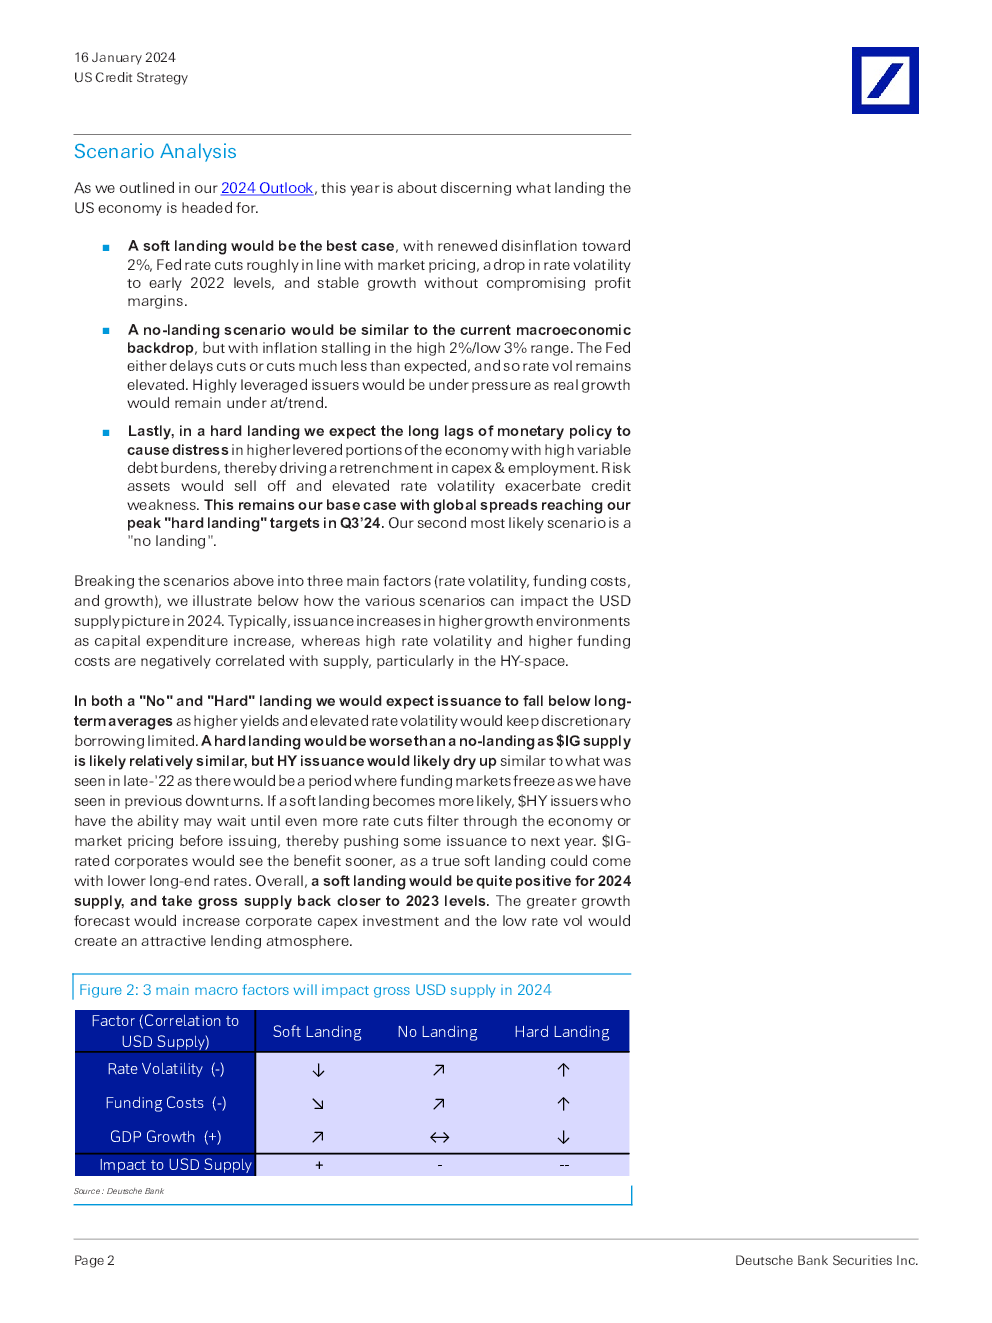 16 January 2024
US Credit Strategy
Scenario Analysis
As we outlined in our 2024 Outlook, this year is about discerning what landing the
US economy is headed for.
■ A soft landing would be the best case, with renewed disinflation toward
2%, Fed rate cuts roughly in line with market pricing, a drop in rate volatility
to early 2022 levels, and stable growth without compromising profit
margins.
■ A no-landing scenario would be similar to the current macroeconomic
backdrop, but with inflation stalling in the high 2%/low 3% range. The Fed
either delays cuts or cuts much less than expected, and so rate vol remains
elevated. Highly leveraged issuers would be under pressure as real growth
would remain under at/trend.
■ Lastly, in a hard landing we expect the long lags of monetary policy to
cause distress in higher levered portions of the economy with high variable
debt burdens, thereby driving a retrenchment in capex & employment. Risk
assets would sell off and elevated rate volatility exacerbate credit
weakness. This remains our base case with global spreads reaching our
peak "hard landing" targets in Q3'24. Our second most likely scenario is a
"no landing".
Breaking the scenarios above into three main factors (rate volatility, funding costs,
and growth), we illustrate below how the various scenarios can impact the USD
supply picture in 2024. Typically, issuance increases in higher growth environments
as capital expenditure increase, whereas high rate volatility and higher funding
costs are negatively correlated with supply, particularly in the HY-space.
In both a "No" and "Hard" landing we would expect issuance to fall below long-
term averages as higher yields and elevated rate volatility would keep discretionary
borrowing limited. A hard landing would be worse than a no-landing as $IG supply
is likely relatively similar, but HY issuance would likely dry up similar to what was
seen in late-'22 as there would be a period where funding markets freeze as we have
seen in previous downturns. If a soft landing becomes more likely, $HY issuers who
have the ability may wait until even more rate cuts filter through the economy or
market pricing before issuing, thereby pushing some issuance to next year. $IG-
rated corporates would see the benefit sooner, as a true soft landing could come
with lower long-end rates. Overall, a soft landing would be quite positive for 2024
supply, and take gross supply back closer to 2023 levels. The greater growth
forecast would increase corporate capex investment and the low rate vol would
create an attractive lending atmosphere.
Figure 2: 3 main macro factors will impact gross USD supply in 2024
Factor (Correlation to
USD Supply) Soft Landing No Landing Hard Landing
Rate Volatility (-) ↓ ↗ ↑
Funding Costs (-) ↘ ↗ ↑
GDP Growth (+) ↗ ↔ ↓
Impact to USD Supply + - --
Source : Deutsche Bank
Page 2 Deutsche Bank Securities Inc.